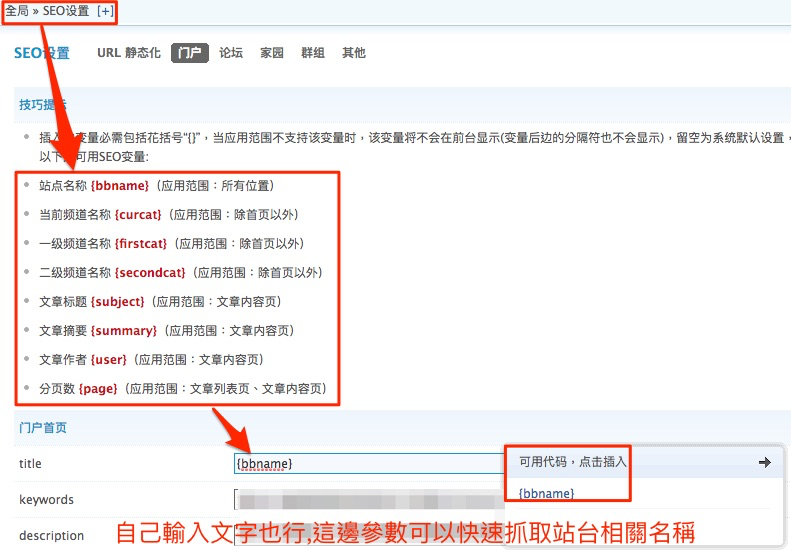 全局 » SEO设置 [+]
SEO设置 URL 静态化 门户 论坛 家园 群组 其他
技巧提示
插入的变量必需包括花括号“{}”，当应用范围不支持该变量时，该变量将不会在前台显示(变量后边的分隔符也不会显示)，留空为系统默认设置，
以下是可用SEO变量:
站点名称 {bbname}（应用范围：所有位置）
当前频道名称 {curcat}（应用范围：除首页以外）
一级频道名称 {firstcat}（应用范围：除首页以外）
二级频道名称 {secondcat}（应用范围：除首页以外）
文章标题 {subject}（应用范围：文章内容页）
文章摘要 {summary}（应用范围：文章内容页）
文章作者 {user}（应用范围：文章内容页）
分页数 {page}（应用范围：文章列表页、文章内容页）
门户首页
title {bbname} 可用代码，点击插入
keywords {bbname}
description
自己輸入文字也行,這邊參數可以快速抓取站台相關名稱